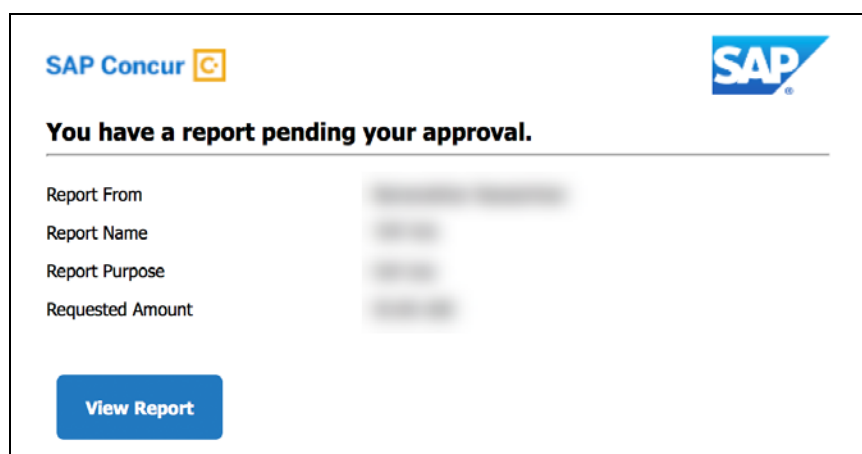 SAP Concur C
SAP
You have a report pending your approval.
Report From
Report Name
Report Purpose
Requested Amount
View Report